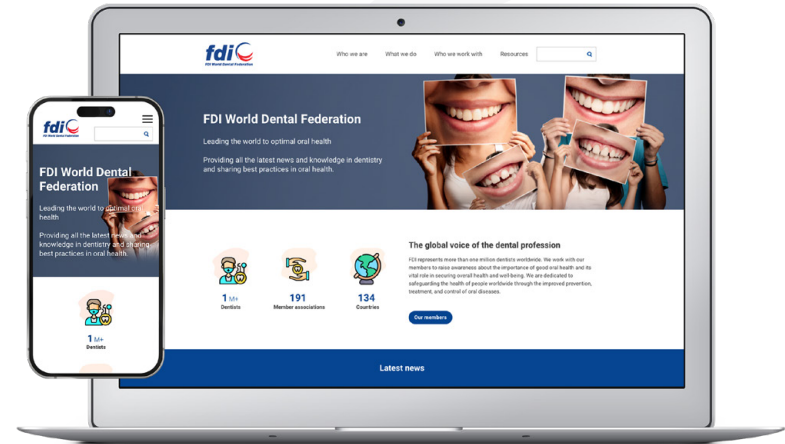 fdi
FDI World Dental Federation
Who we are
What we do
Who we work with
Resources
FDI World Dental Federation
Leading the world to optimal oral health
Providing all the latest news and knowledge in dentistry
and sharing best practices in oral health.
1 M+
Dentists
191
Member associations
134
Countries
The global voice of the dental profession
FDI represents more than one million dentists worldwide. We work with our
members to raise awareness about the importance of good oral health and its
vital role in securing overall health and well-being. We are dedicated to
safeguarding the health of people worldwide through the improved prevention,
treatment, and control of oral diseases.
Our members
Latest news
fdi
FDI World Dental Federation
FDI World Dental
Federation
Leading the world to optimal oral
health
Providing all the latest news and
knowledge in dentistry and sharing
best practices in oral health.
1 M+
Dentists